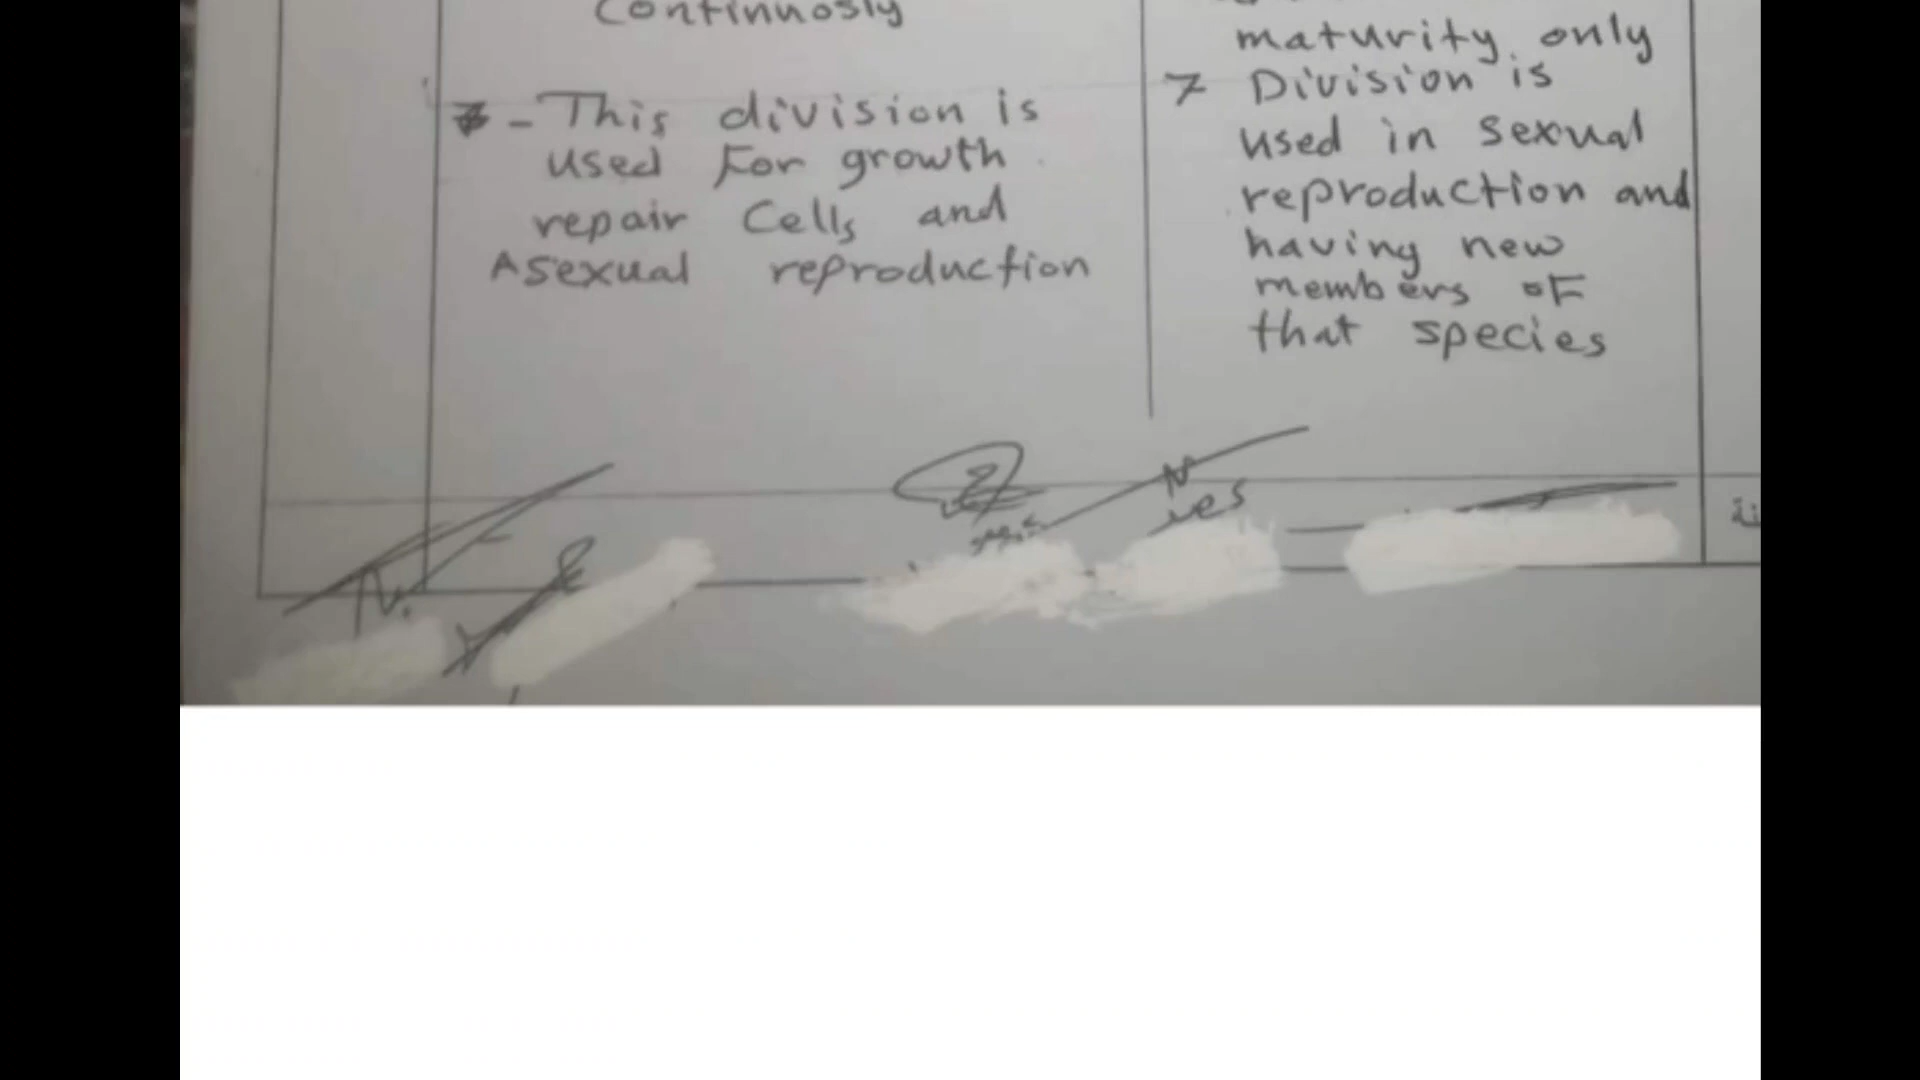 Continuosly
7 - This division is
used For growth
repair Cells and
Asexual reproduction
maturity only
7 Division is
used in sexual
reproduction and
having new
members of
that species